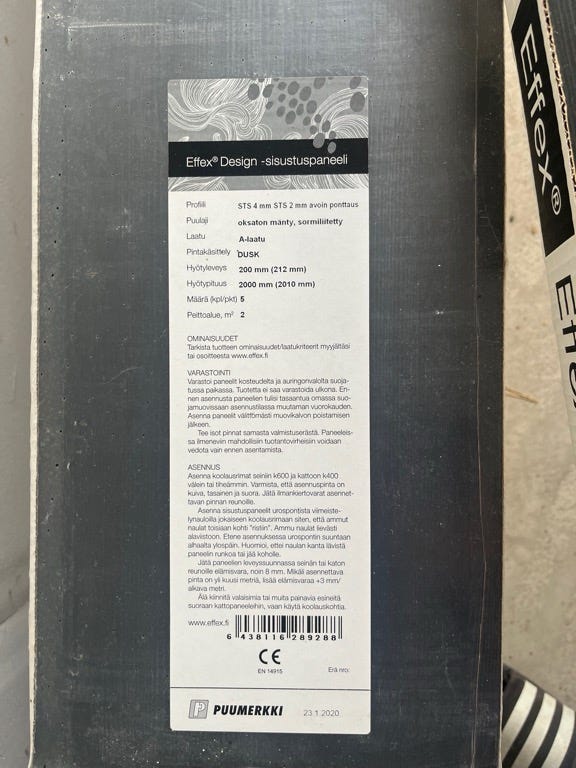 Effex® Design -sisustuspaneeli
Profiili STS 4 mm STS 2 mm avoin ponttaus
Puulaji oksaton mänty, sormiliitetty
Laatu A-laatu
Pintakäsittely DUSK
Hyötyleveys 200 mm (212 mm)
Hyötypituus 2000 mm (2010 mm)
Määrä (kpl/pkt) 5
Peittoalue, m² 2
OMINAISUUDET
Tarkista tuotteen ominaisuudet/laatukriteerit myyjältäsi
tai osoitteesta www.effex.fi
VARASTOINTI
Varastoi paneelit kosteudelta ja auringonvalolta suoja-
tussa paikassa. Tuotetta ei saa varastoida ulkona. En-
nen asennusta paneelien tulisi tasaantua omassa suo-
jamuovissaan asennustilassa muutaman vuorokauden.
Asenna paneelit välittömästi muovikalvon poistamisen
jälkeen.
Tee isot pinnat samasta valmistuserästä. Paneeleis-
sa ilmeneviin mahdollisiin tuotantovirheisiin voidaan
vedota vain ennen asentamista.
ASENNUS
Asenna koolausrimat seiniin k600 ja kattoon k400
välein tai tiheämmin. Varmista, että asennuspinta on
kuiva, tasainen ja suora. Jätä ilmankiertovarat asennet-
tavan pinnan reunoille.
Asenna sisustuspaneelit urospontista viimeiste-
lynauloilla jokaiseen koolausrimaan siten, että ammut
naulat toisiaan kohti "ristiin". Ammu naulat lievästi
alaviistoon. Etene asennuksessa urospontin suuntaan
alhaalta ylöspäin. Huomioi, ettei naulan kanta lävistä
paneelin runkoa tai jää koholle.
Jätä paneelien leveyssuunnassa seinän tai katon
reunoille elämisvara, noin 8 mm. Mikäli asennettava
pinta on yli kuusi metriä, lisää elämisvaraa +3 mm/
alkava metri.
Älä kiinnitä valaisimia tai muita painavia esineitä
suoraan kattopaneeleihin, vaan käytä koolauskohtia.
www.effex.fi
6 438116 289288
CE
EN 14915
Erä nro:
PUUMERKKI
23.1.2020
Effex®